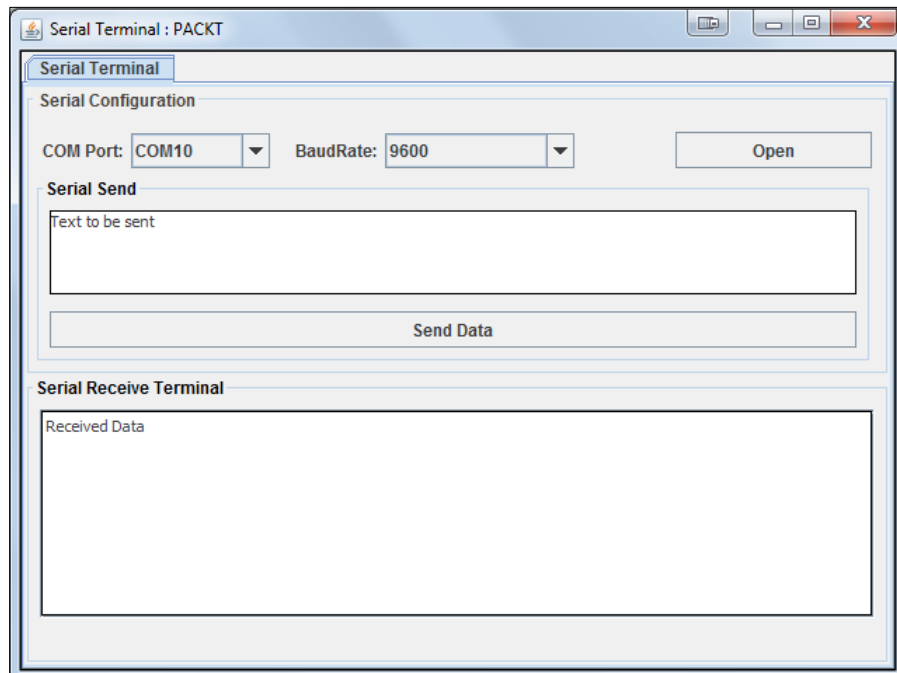 Serial Terminal : PACKT
Serial Terminal
Serial Configuration
COM Port: COM10 BaudRate: 9600 Open
Serial Send
Text to be sent
Send Data
Serial Receive Terminal
Received Data